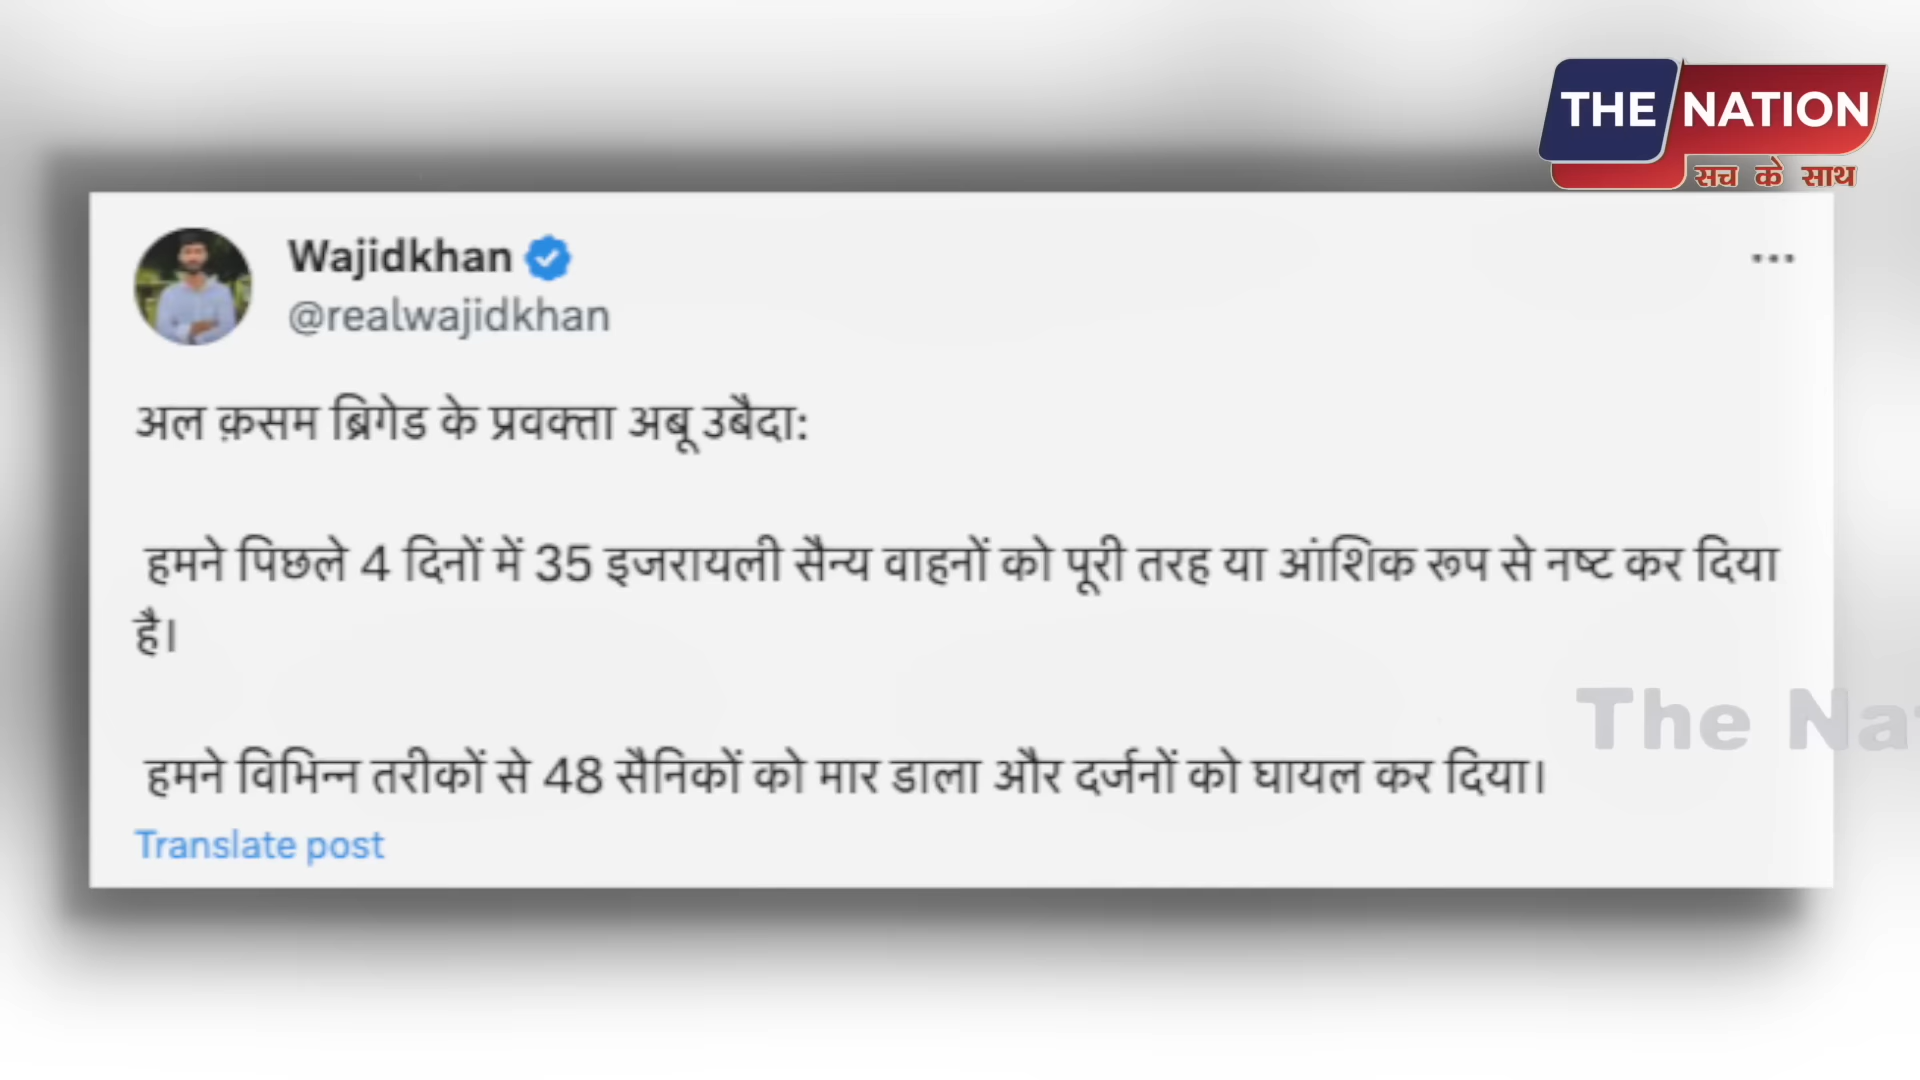 THE NATION
सच के साथ
Wajidkhan
@realwajidkhan
अल क़सम ब्रिगेड के प्रवक्ता अबू उबैदा:
हमने पिछले 4 दिनों में 35 इजरायली सैन्य वाहनों को पूरी तरह या आंशिक रूप से नष्ट कर दिया
है।
हमने विभिन्न तरीकों से 48 सैनिकों को मार डाला और दर्जनों को घायल कर दिया।
Translate post
The Na